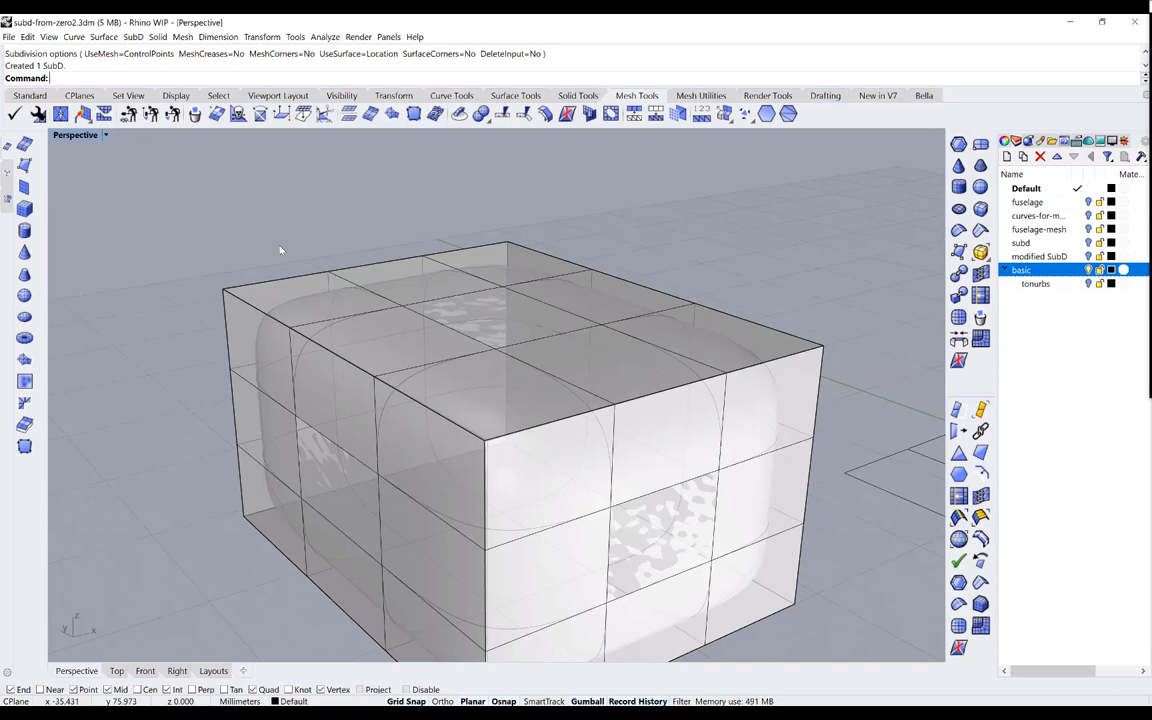 subd-from-zero2.3dm (5 MB) - Rhino WIP - [Perspective]
File Edit View Curve Surface SubD Solid Mesh Dimension Transform Tools Analyze Render Panels Help
Subdivision options ( UseMesh=ControlPoints MeshCreases=No MeshCorners=No UseSurface=Location SurfaceCorners=No DeleteInput=No )
Created 1 SubD.
Command:
Standard CPlanes Set View Display Select Viewport Layout Visibility Transform Curve Tools Surface Tools Solid Tools Mesh Tools Mesh Utilities Render Tools Drafting New in V7 Bella
Perspective
Name Mate...
Default
fuselage
curves-for-m...
fuselage-mesh
subd
modified SubD
basic
tonurbs
z
y x
Perspective Top Front Right Layouts
End Near Point Mid Cen Int Perp Tan Quad Knot Vertex Project Disable
CPlane x -35.431 y 75.973 z 0.000 Millimeters Default Grid Snap Ortho Planar Osnap SmartTrack Gumball Record History Filter Memory use: 491 MB